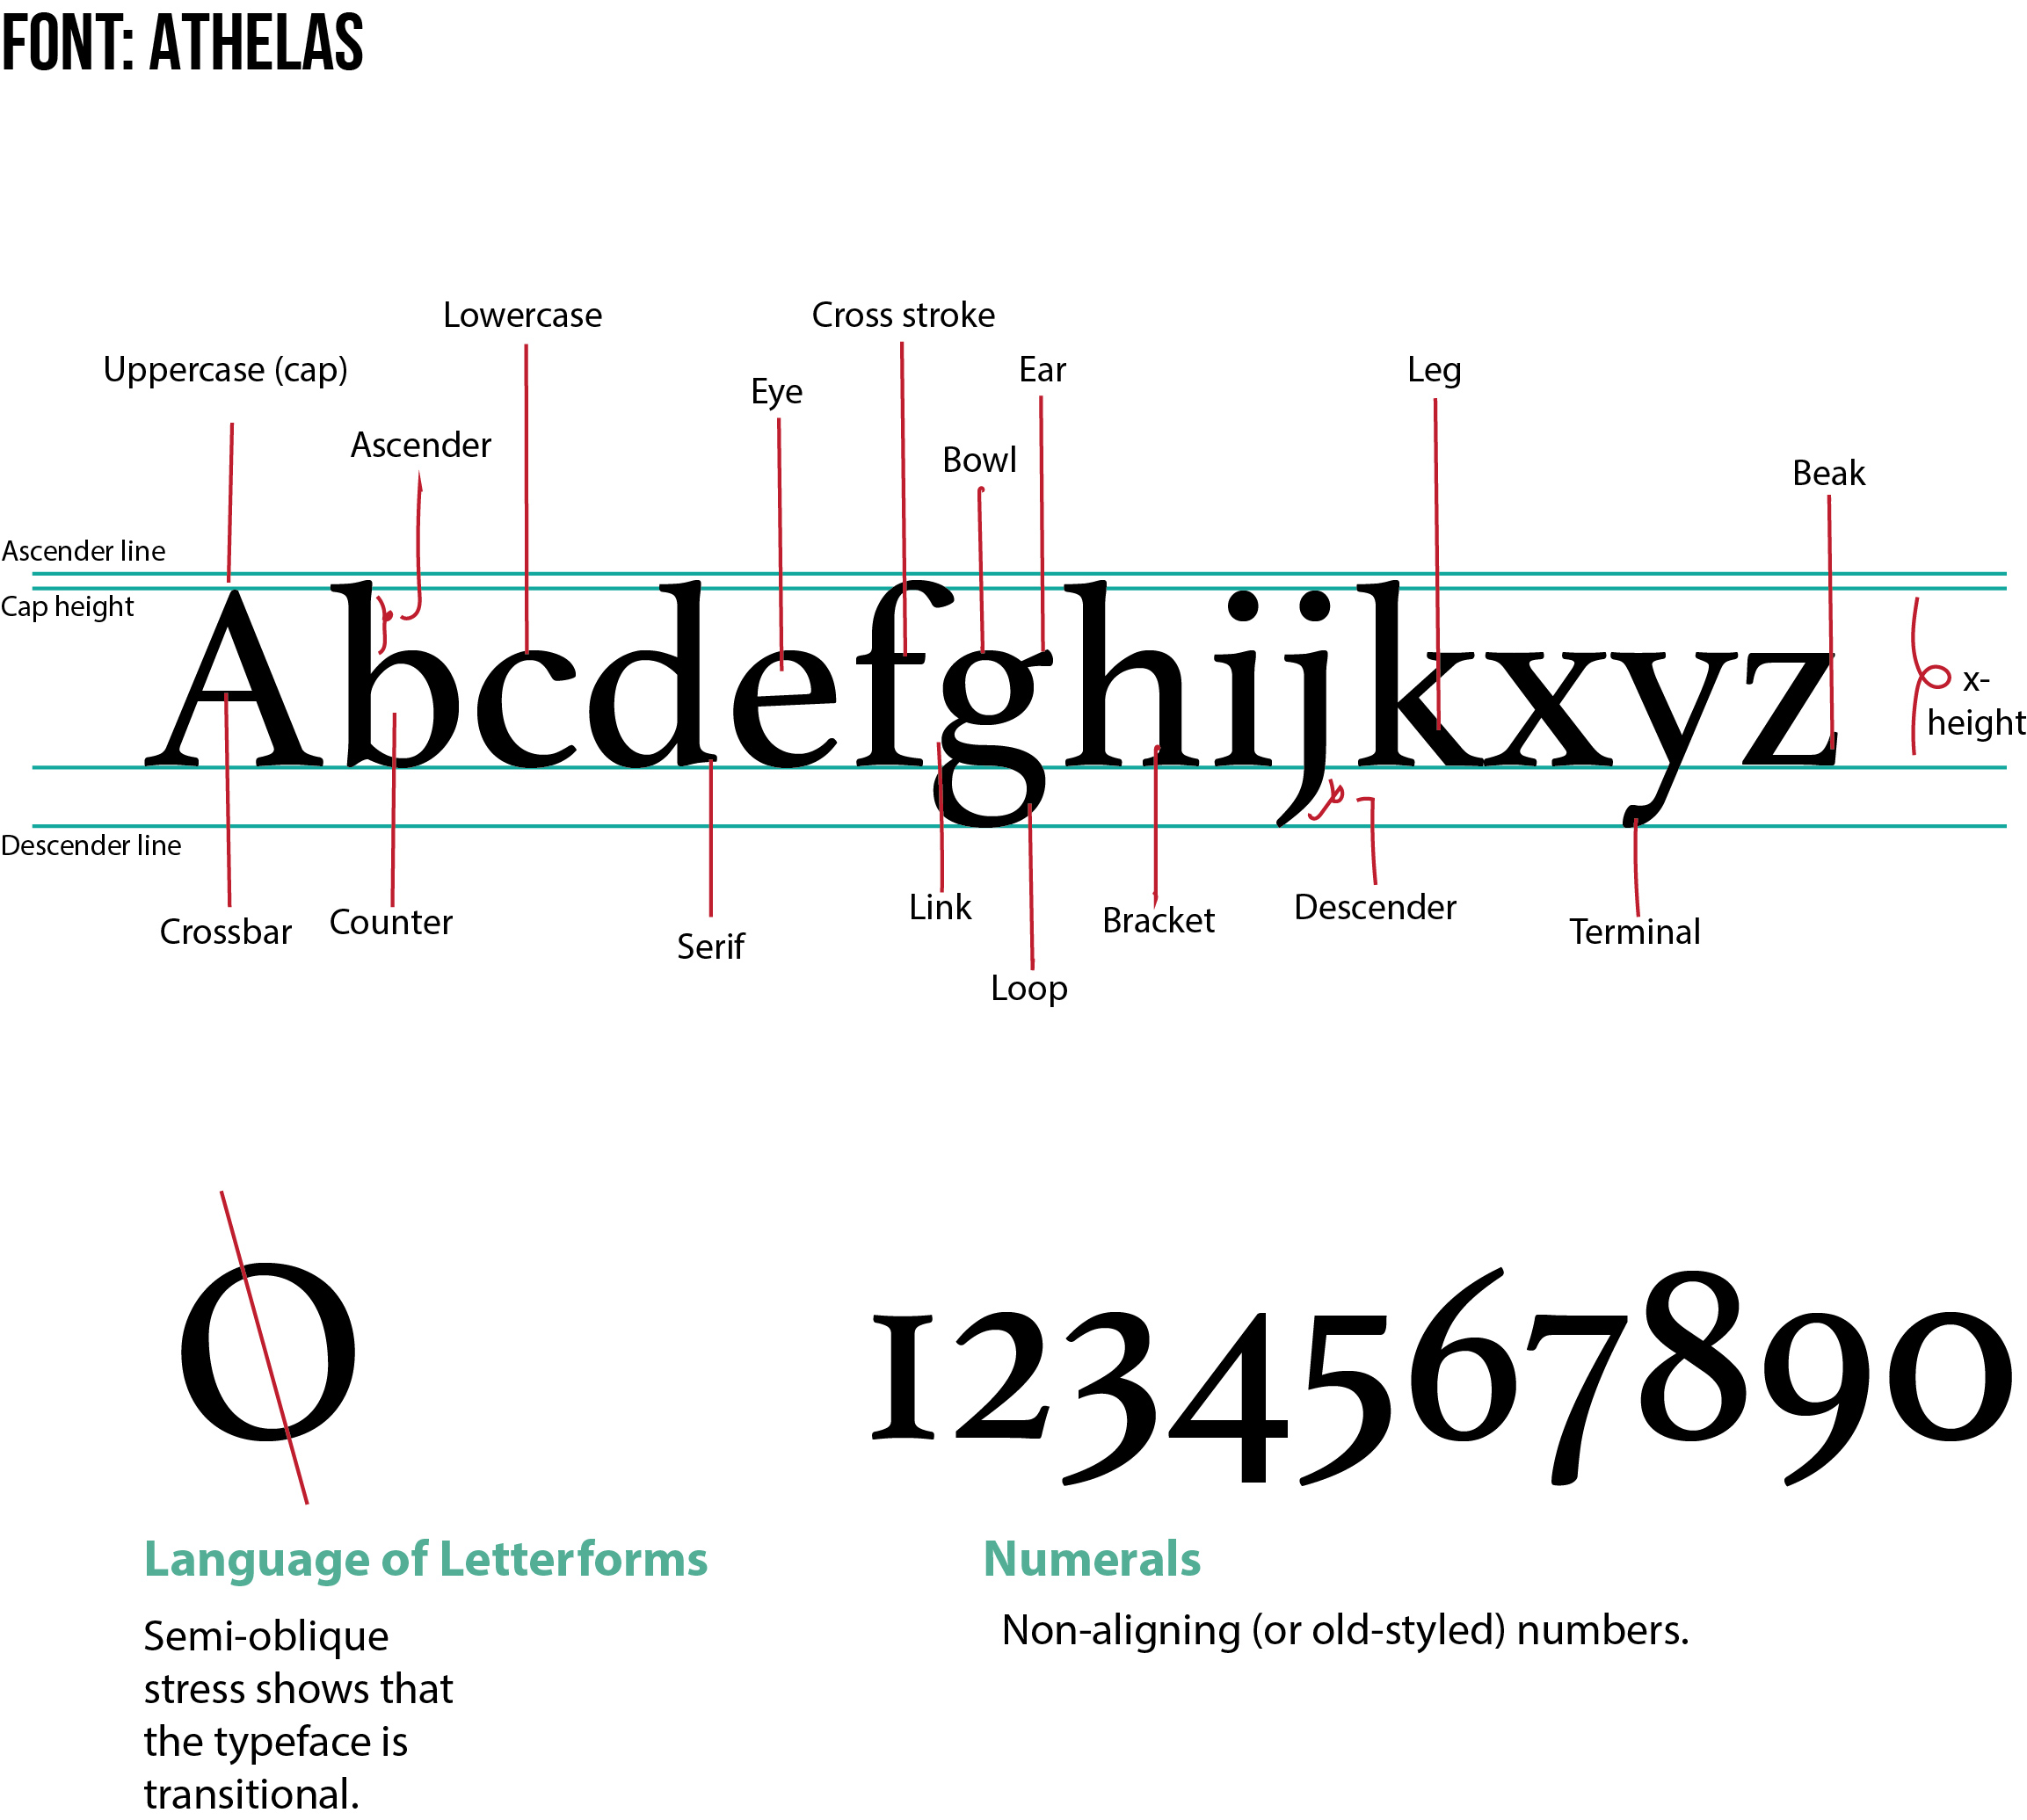 FONT: ATHELAS
Lowercase
Cross stroke
Uppercase (cap)
Ear
Leg
Eye
Ascender
Bowl
Beak
Ascender line
Cap height
Abcdefghijkxyz
x-
height
Descender line
Crossbar
Counter
Serif
Link
Bracket
Descender
Terminal
Loop
O
1234567890
Language of Letterforms
Numerals
Semi-oblique
stress shows that
the typeface is
transitional.
Non-aligning (or old-styled) numbers.